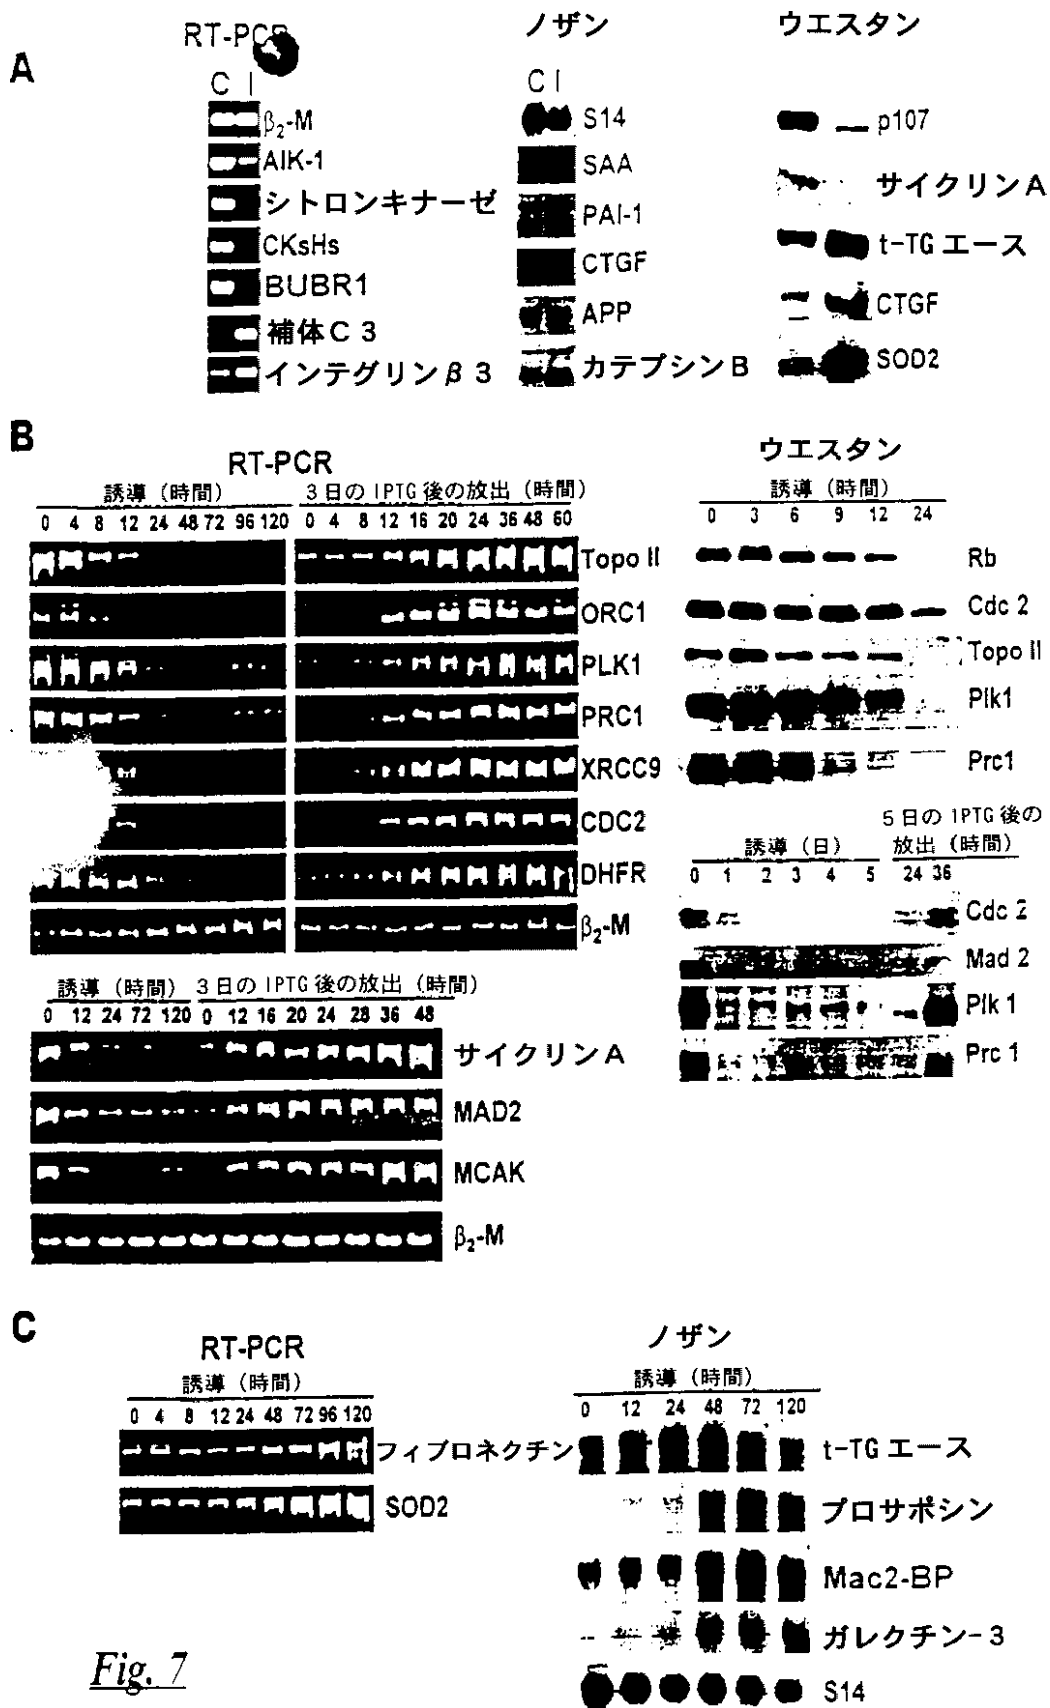 A
RT-PCR
C I
β₂-M
AIK-1
シトロンキナーゼ
CKsHs
BUBR1
補体C3
インテグリンβ3
ノザン
C I
S14
SAA
PAI-1
CTGF
APP
カテプシンB
ウエスタン
p107
サイクリンA
t-TGエース
CTGF
SOD2
B
RT-PCR
誘導(時間)
3日のIPTG後の放出(時間)
0 4 8 12 24 48 72 96 120
0 4 8 12 16 20 24 36 48 60
Topo II
ORC1
PLK1
PRC1
XRCC9
CDC2
DHFR
β₂-M
誘導(時間)
3日のIPTG後の放出(時間)
0 12 24 72 120 0 12 16 20 24 28 36 48
サイクリンA
MAD2
MCAK
β₂-M
ウエスタン
誘導(時間)
0 3 6 9 12 24
Rb
Cdc 2
Topo II
Plk1
Prc1
5日のIPTG後の
誘導(日) 放出(時間)
0 1 2 3 4 5 24 36
Cdc 2
Mad 2
Plk 1
Prc 1
C
RT-PCR
誘導(時間)
0 4 8 12 24 48 72 96 120
フィブロネクチン
SOD2
ノザン
誘導(時間)
0 12 24 48 72 120
t-TGエース
プロサポシン
Mac2-BP
ガレクチン-3
S14
Fig. 7